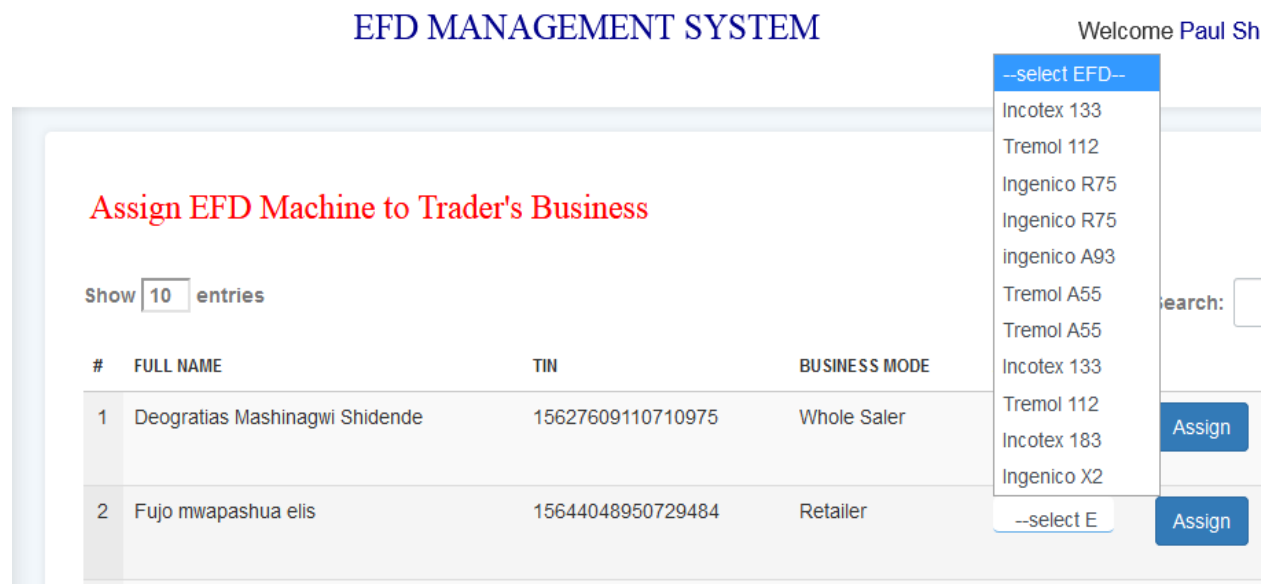 EFD MANAGEMENT SYSTEM
Welcome Paul Sh
--select EFD--
Incotex 133
Tremol 112
Ingenico R75
Ingenico R75
ingenico A93
Tremol A55
Tremol A55
Incotex 133
Tremol 112
Incotex 183
Ingenico X2
Assign EFD Machine to Trader's Business
Show 10 entries
earch:
# FULL NAME TIN BUSINESS MODE
1 Deogratias Mashinagwi Shidende 15627609110710975 Whole Saler Assign
2 Fujo mwapashua elis 15644048950729484 Retailer --select E Assign